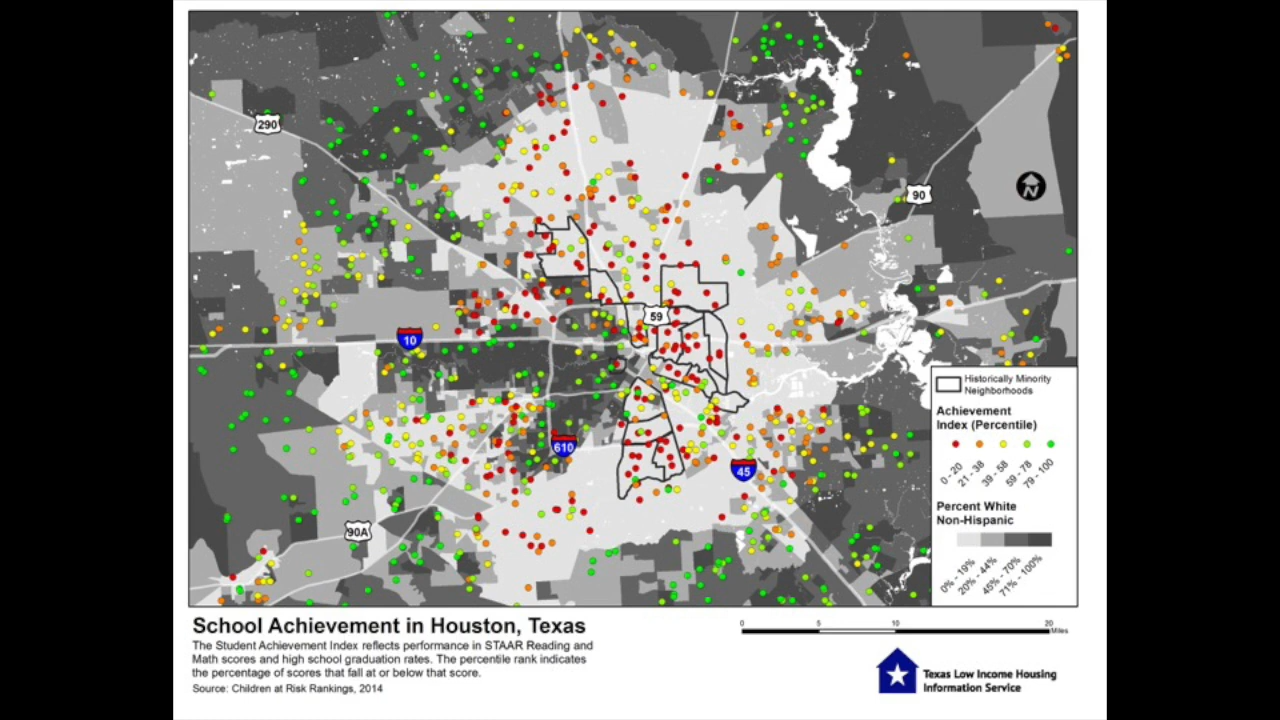 290
90
59
10
610
45
90A
N
Historically Minority
Neighborhoods
Achievement
Index (Percentile)
0 - 20
21 - 38
39 - 58
59 - 78
79 - 100
Percent White
Non-Hispanic
0% - 19%
20% - 44%
45% - 70%
71% - 100%
School Achievement in Houston, Texas
The Student Achievement Index reflects performance in STAAR Reading and
Math scores and high school graduation rates. The percentile rank indicates
the percentage of scores that fall at or below that score.
Source: Children at Risk Rankings, 2014
0 5 10 20
Miles
Texas Low Income Housing
Information Service